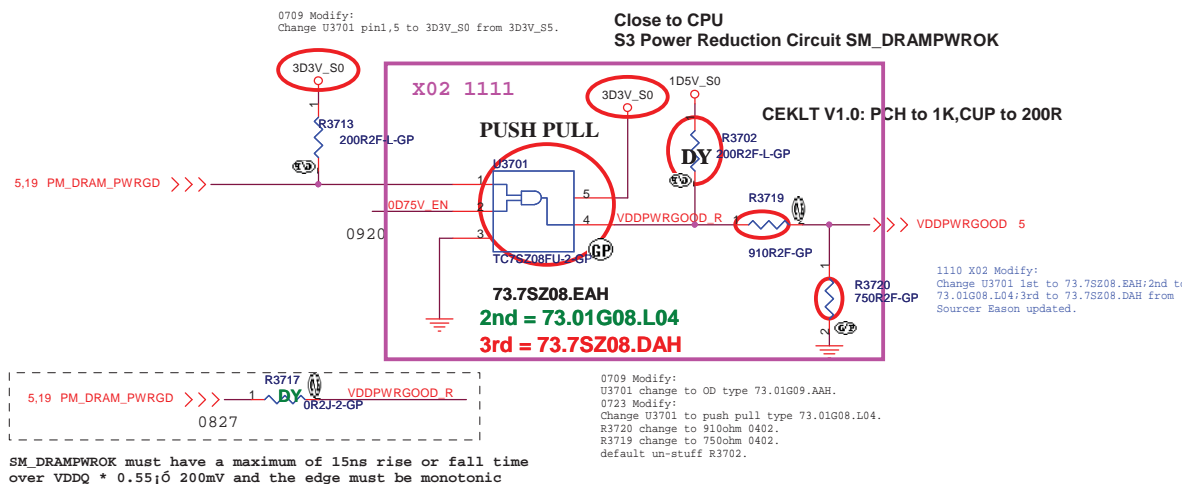 0709 Modify:
Change U3701 pin1,5 to 3D3V_S0 from 3D3V_S5.
Close to CPU
S3 Power Reduction Circuit SM_DRAMPWROK
3D3V_S0
X02 1111
3D3V_S0
1D5V_S0
CEKLT V1.0: PCH to 1K,CUP to 200R
1
R3713
200R2F-L-GP
PUSH PULL
R3702
200R2F-L-GP
DY
U3701
5,19 PM_DRAM_PWRGD
1
5
R3719
0D75V_EN
2
4
VDDPWRGOOD_R
1
2
VDDPWRGOOD 5
0920
3
GP
910R2F-GP
TC7SZ08FU-2-GP
1
R3720
750R2F-GP
2
1110 X02 Modify:
Change U3701 1st to 73.7SZ08.EAH;2nd to
73.01G08.L04;3rd to 73.7SZ08.DAH from
Sourcer Eason updated.
73.7SZ08.EAH
2nd = 73.01G08.L04
3rd = 73.7SZ08.DAH
R3717
5,19 PM_DRAM_PWRGD
1
DY
VDDPWRGOOD_R
0R2J-2-GP
0827
0709 Modify:
U3701 change to OD type 73.01G09.AAH.
0723 Modify:
Change U3701 to push pull type 73.01G08.L04.
R3720 change to 910ohm 0402.
R3719 change to 750ohm 0402.
default un-stuff R3702.
SM_DRAMPWROK must have a maximum of 15ns rise or fall time
over VDDQ * 0.55¡Ó 200mV and the edge must be monotonic